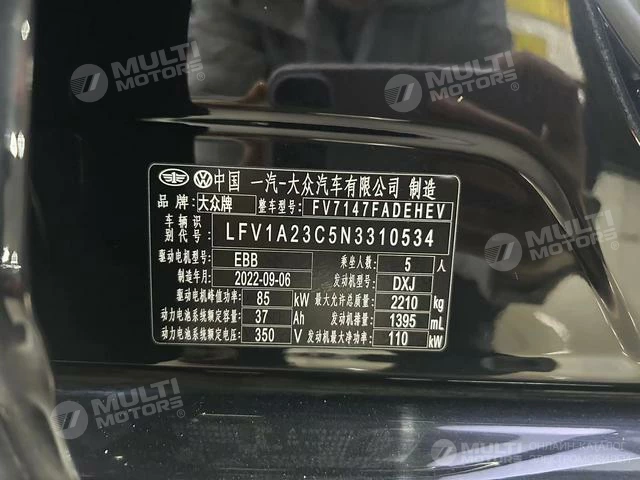 MULTI
MOTORS®
MULTI
MOTORS®
中国 一汽-大众汽车有限公司 制造
品 牌: 大众牌 整车型号: FV7147FADEHEV
车 辆 识
别 代 号: LFV1A23C5N3310534
驱动电机型号: EBB 乘坐人数: 5 人
制造年月: 2022-09-06 发动机型号: DXJ
驱动电机峰值功率: 85 kW 最大允许总质量: 2210 kg
动力电池系统额定容量: 37 Ah 发动机排量: 1395 mL
动力电池系统额定电压: 350 V 发动机最大净功率: 110 kW
MULTI
MOTORS®
MULTI
MOTORS
MULTI
MOTORS
ОНЛАЙН КАТАЛОГ